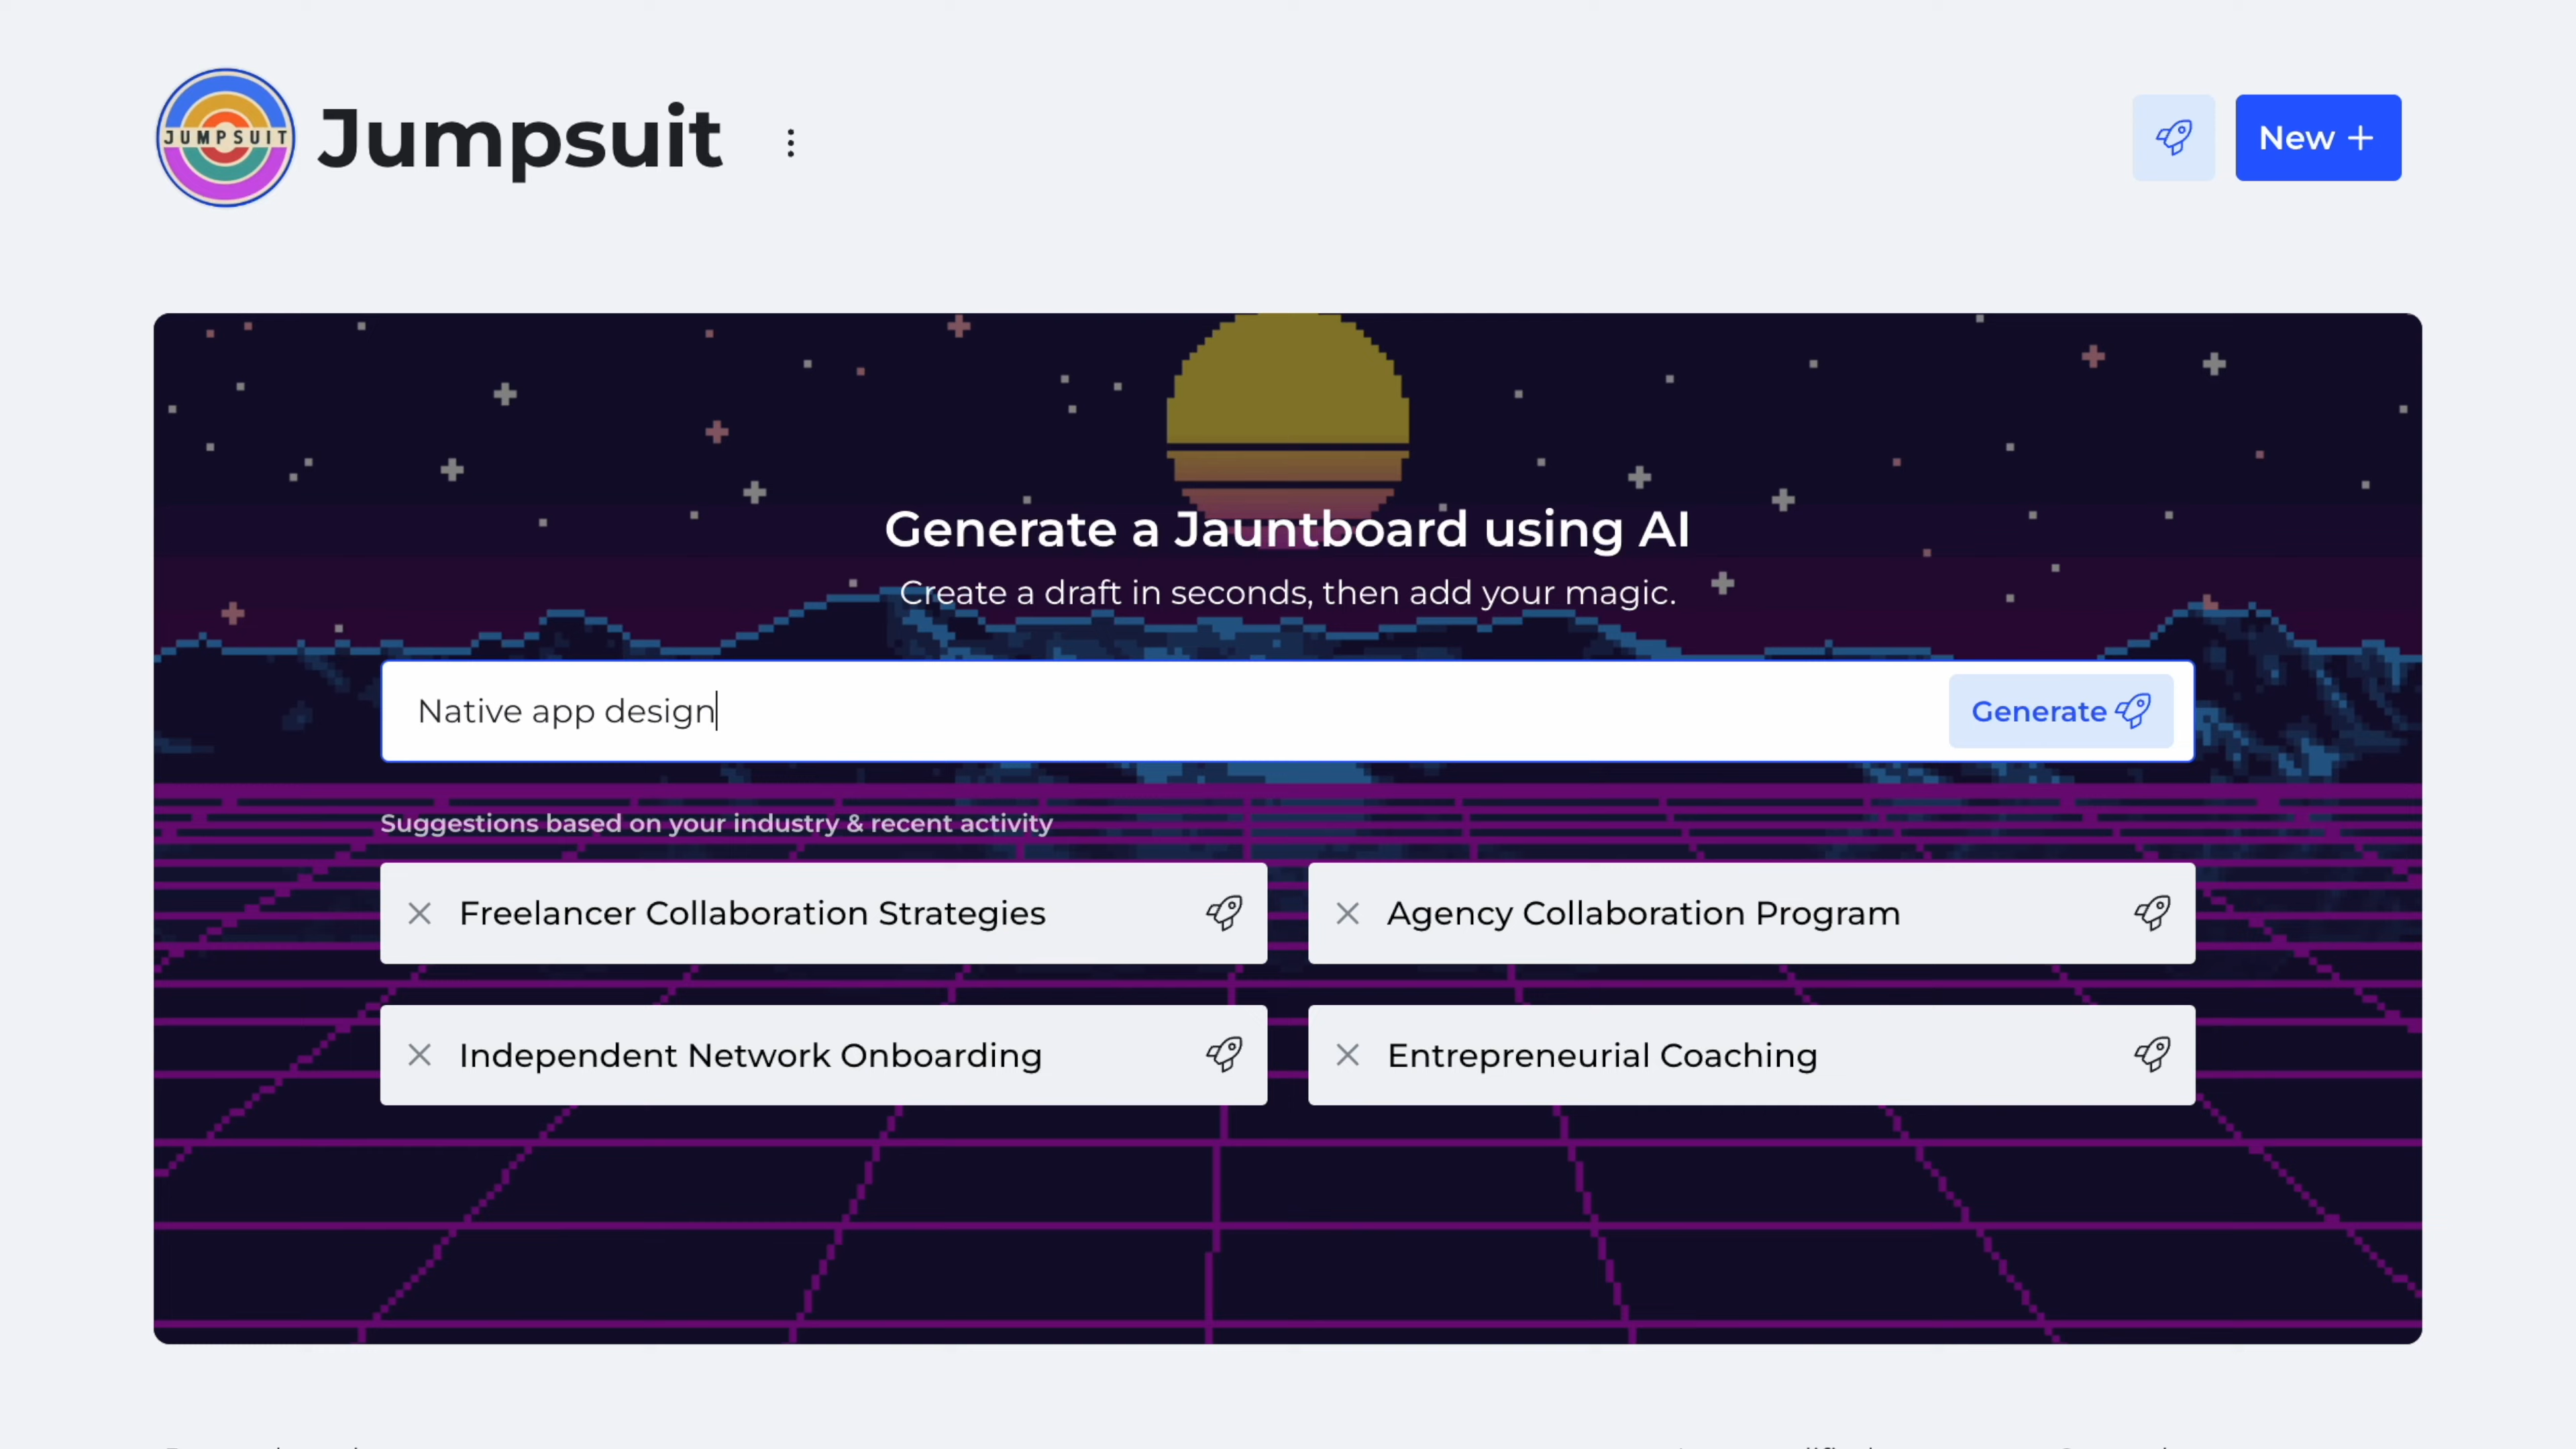 JUMPSUIT
Jumpsuit
New +
Generate a Jauntboard using AI
Create a draft in seconds, then add your magic.
Native app design
Generate
Suggestions based on your industry & recent activity
Freelancer Collaboration Strategies
Agency Collaboration Program
Independent Network Onboarding
Entrepreneurial Coaching